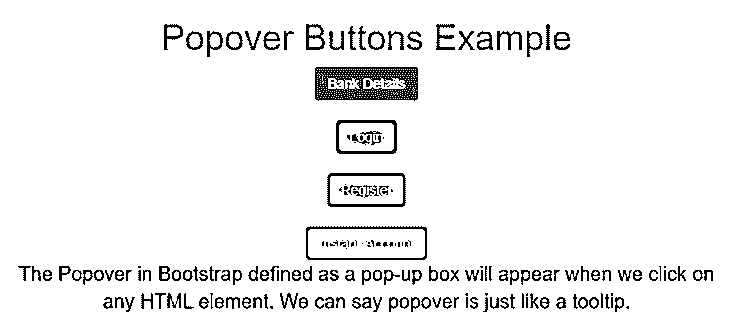 Popover Buttons Example
Bank Details
Login
Register
Account
The Popover in Bootstrap defined as a pop-up box will appear when we click on
any HTML element. We can say popover is just like a tooltip.